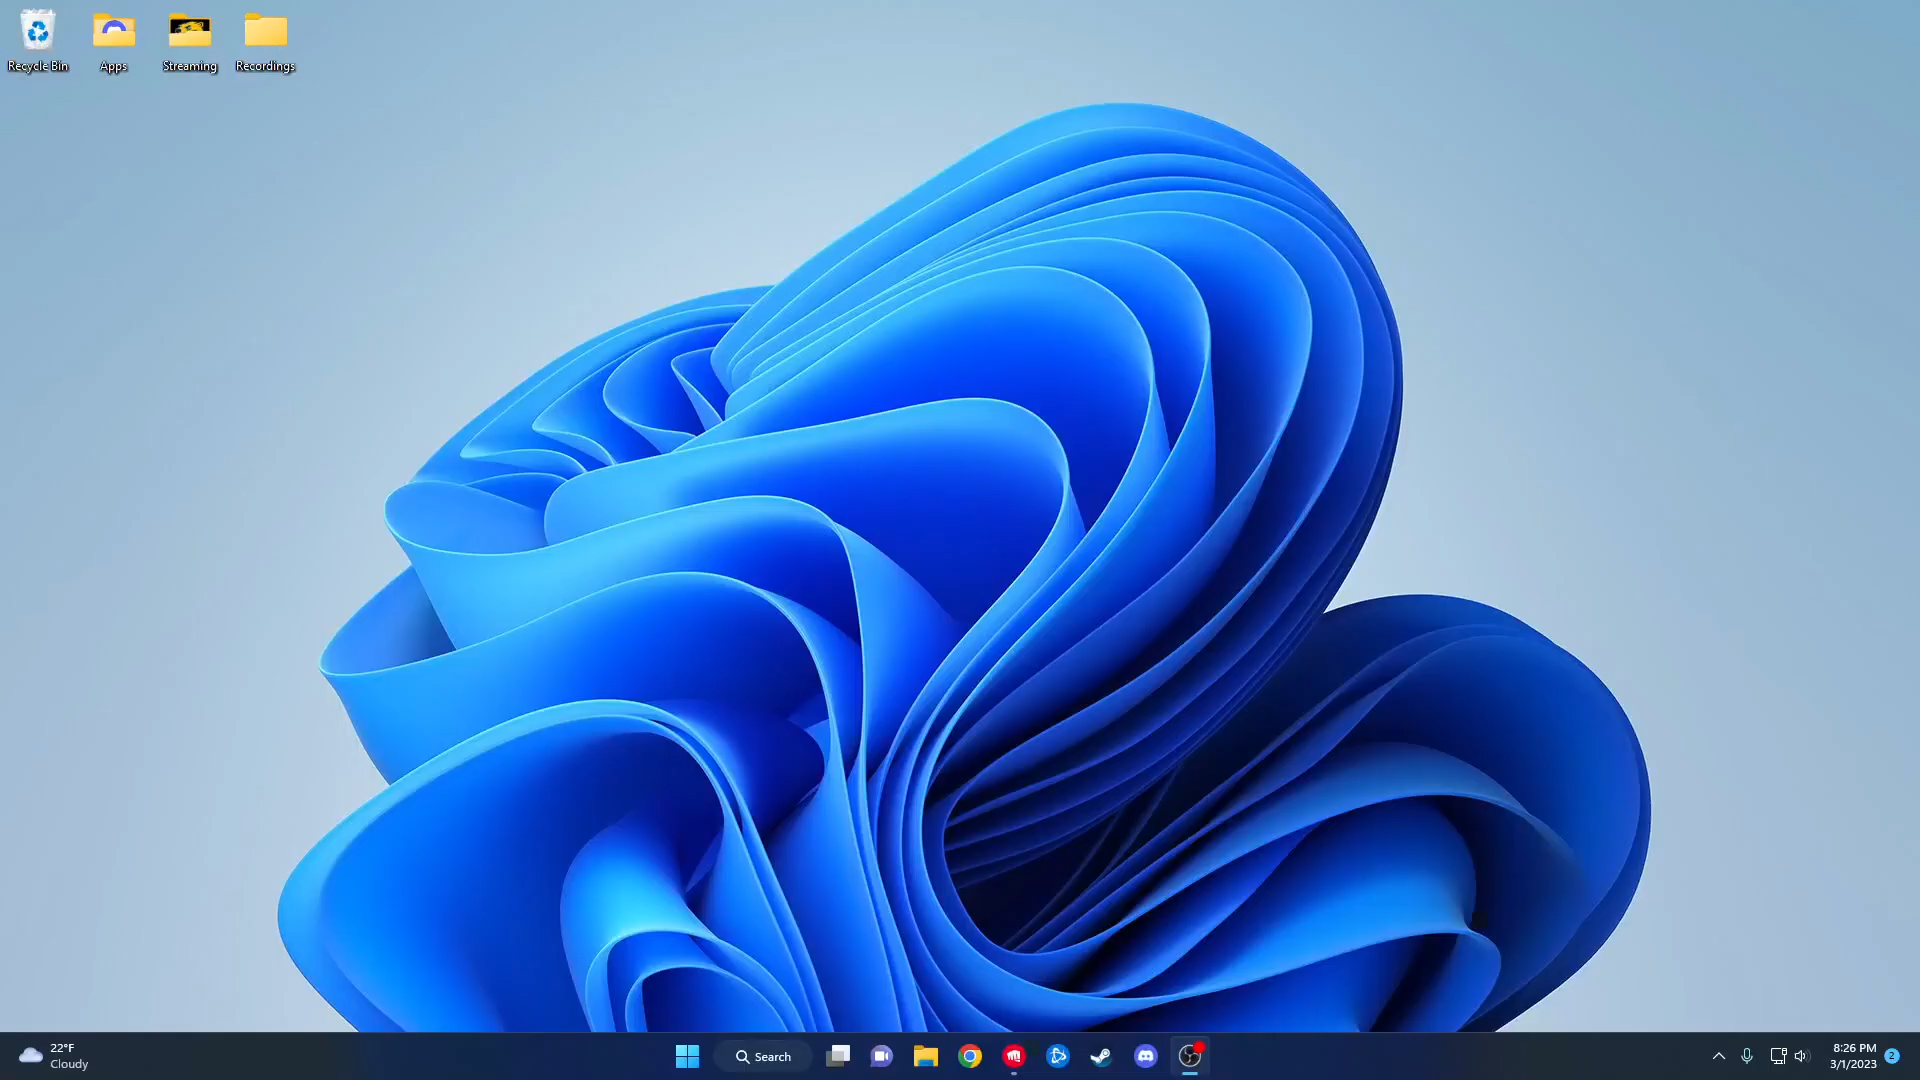 Recycle Bin
Apps
Streaming
Recordings
22°F
Cloudy
Search
8:26 PM
3/1/2023
2